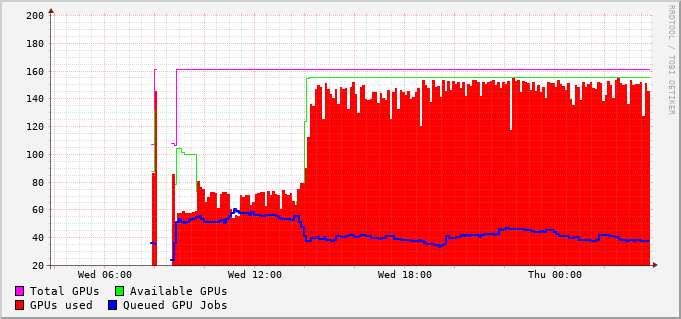 200
180
160
140
120
100
80
60
40
20
Wed 06:00 Wed 12:00 Wed 18:00 Thu 00:00
Total GPUs Available GPUs
GPUs used Queued GPU Jobs
RRDTOOL / TOBI OETIKER